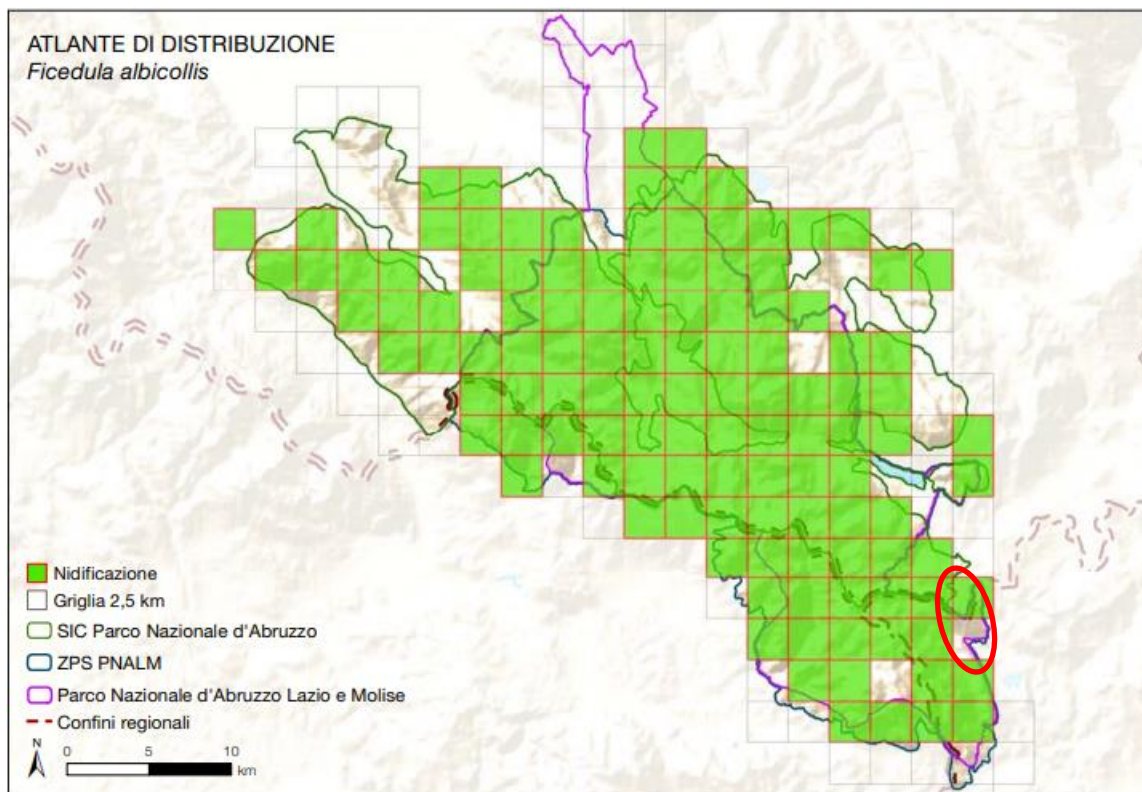 ATLANTE DI DISTRIBUZIONE
Ficedula albicollis
Nidificazione
Griglia 2,5 km
SIC Parco Nazionale d'Abruzzo
ZPS PNALM
Parco Nazionale d'Abruzzo Lazio e Molise
Confini regionali
N
0 5 10
km